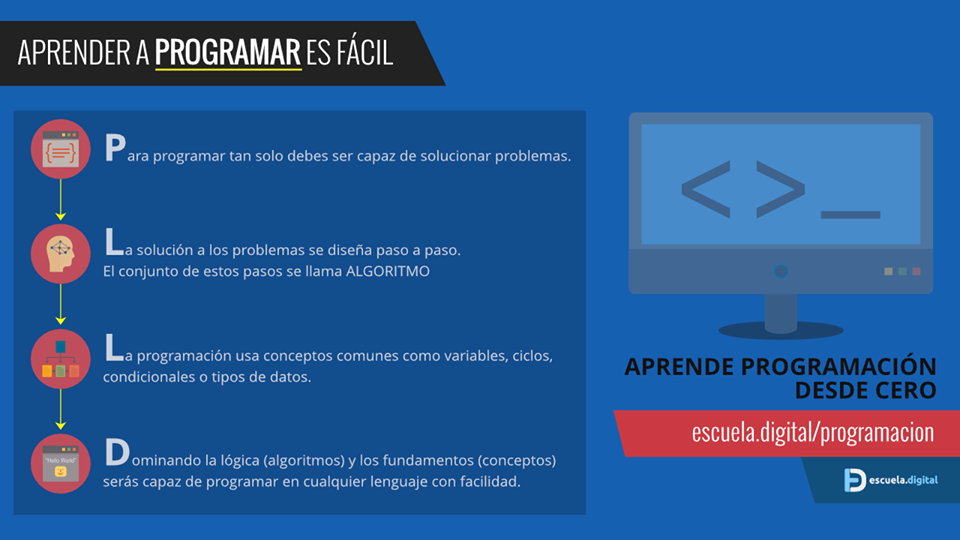 APRENDER A PROGRAMAR ES FÁCIL
{≡}
Para programar tan solo debes ser capaz de solucionar problemas.
La solución a los problemas se diseña paso a paso.
El conjunto de estos pasos se llama ALGORITMO
La programación usa conceptos comunes como variables, ciclos,
condicionales o tipos de datos.
"Hello World"
Dominando la lógica (algoritmos) y los fundamentos (conceptos)
serás capaz de programar en cualquier lenguaje con facilidad.
<>_
APRENDE PROGRAMACIÓN
DESDE CERO
escuela.digital/programacion
escuela.digital